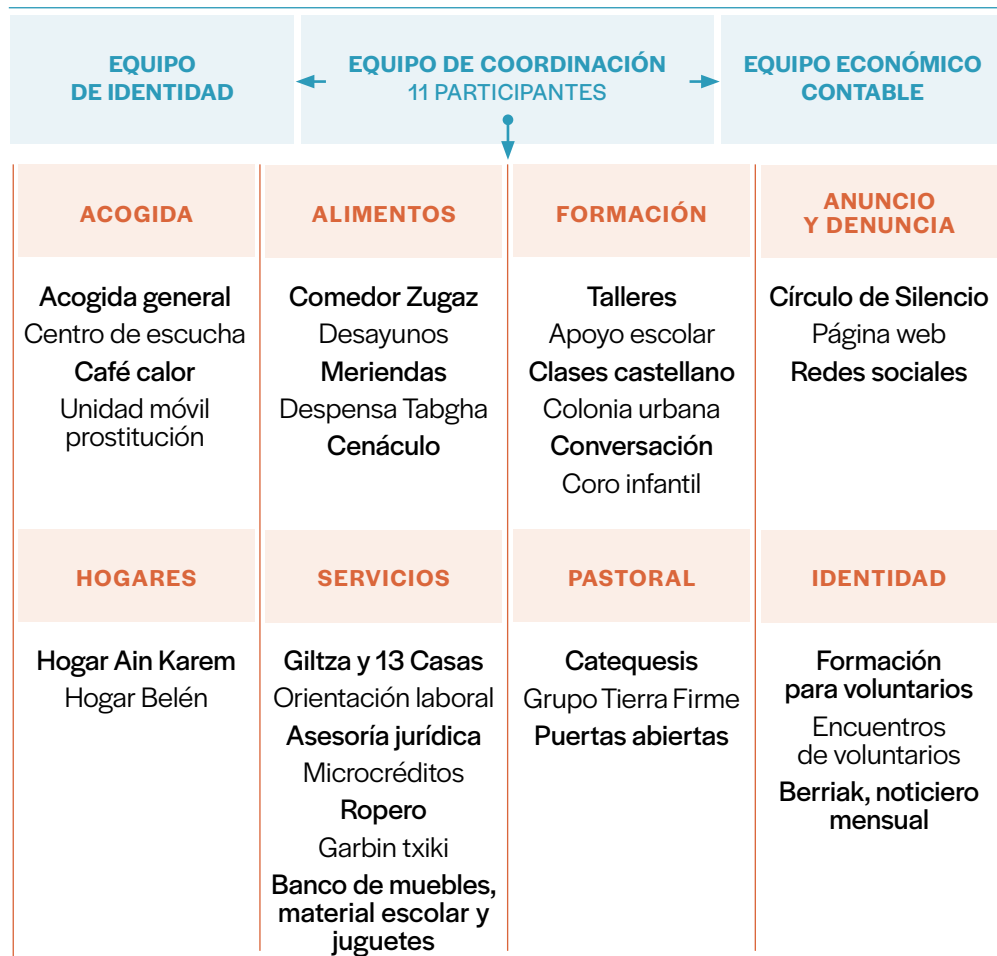 EQUIPO
DE IDENTIDAD
EQUIPO DE COORDINACIÓN
11 PARTICIPANTES
EQUIPO ECONÓMICO
CONTABLE
ACOGIDA
Acogida general
Centro de escucha
Café calor
Unidad móvil
prostitución
ALIMENTOS
Comedor Zugaz
Desayunos
Meriendas
Despensa Tabgha
Cenáculo
FORMACIÓN
Talleres
Apoyo escolar
Clases castellano
Colonia urbana
Conversación
Coro infantil
ANUNCIO
Y DENUNCIA
Círculo de Silencio
Página web
Redes sociales
HOGARES
Hogar Ain Karem
Hogar Belén
SERVICIOS
Giltza y 13 Casas
Orientación laboral
Asesoría jurídica
Microcréditos
Ropero
Garbin txiki
Banco de muebles,
material escolar y
juguetes
PASTORAL
Catequesis
Grupo Tierra Firme
Puertas abiertas
IDENTIDAD
Formación
para voluntarios
Encuentros
de voluntarios
Berriak, noticiero
mensual